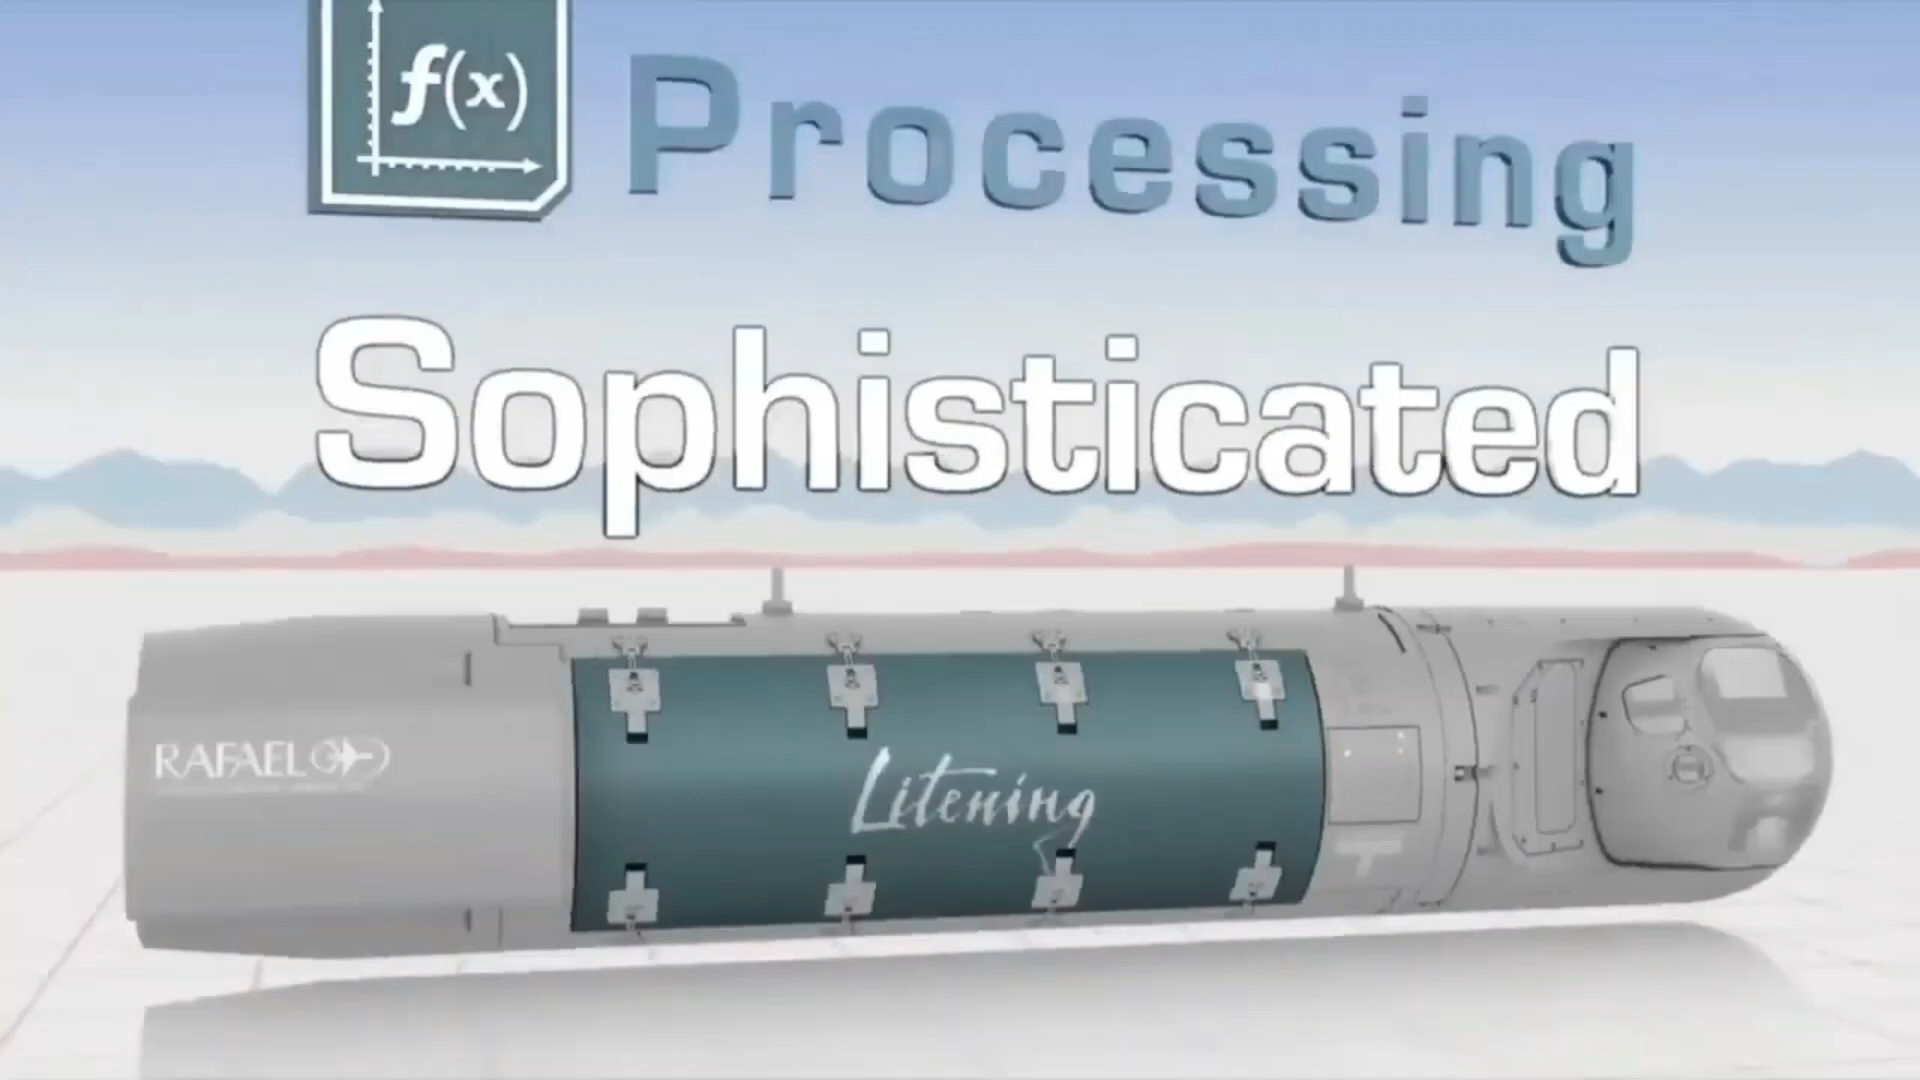 f(x)
Processing
Sophisticated
RAFAEL
Litening